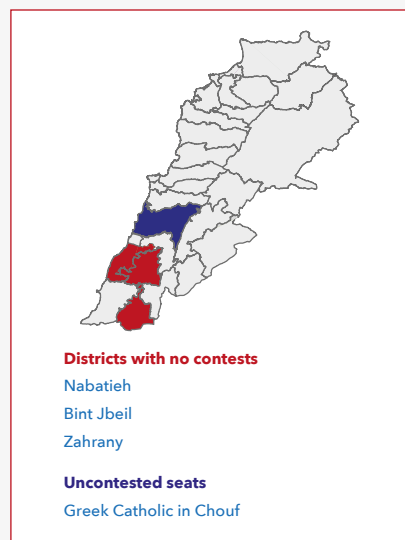 Districts with no contests
Nabatieh
Bint Jbeil
Zahrany
Uncontested seats
Greek Catholic in Chouf